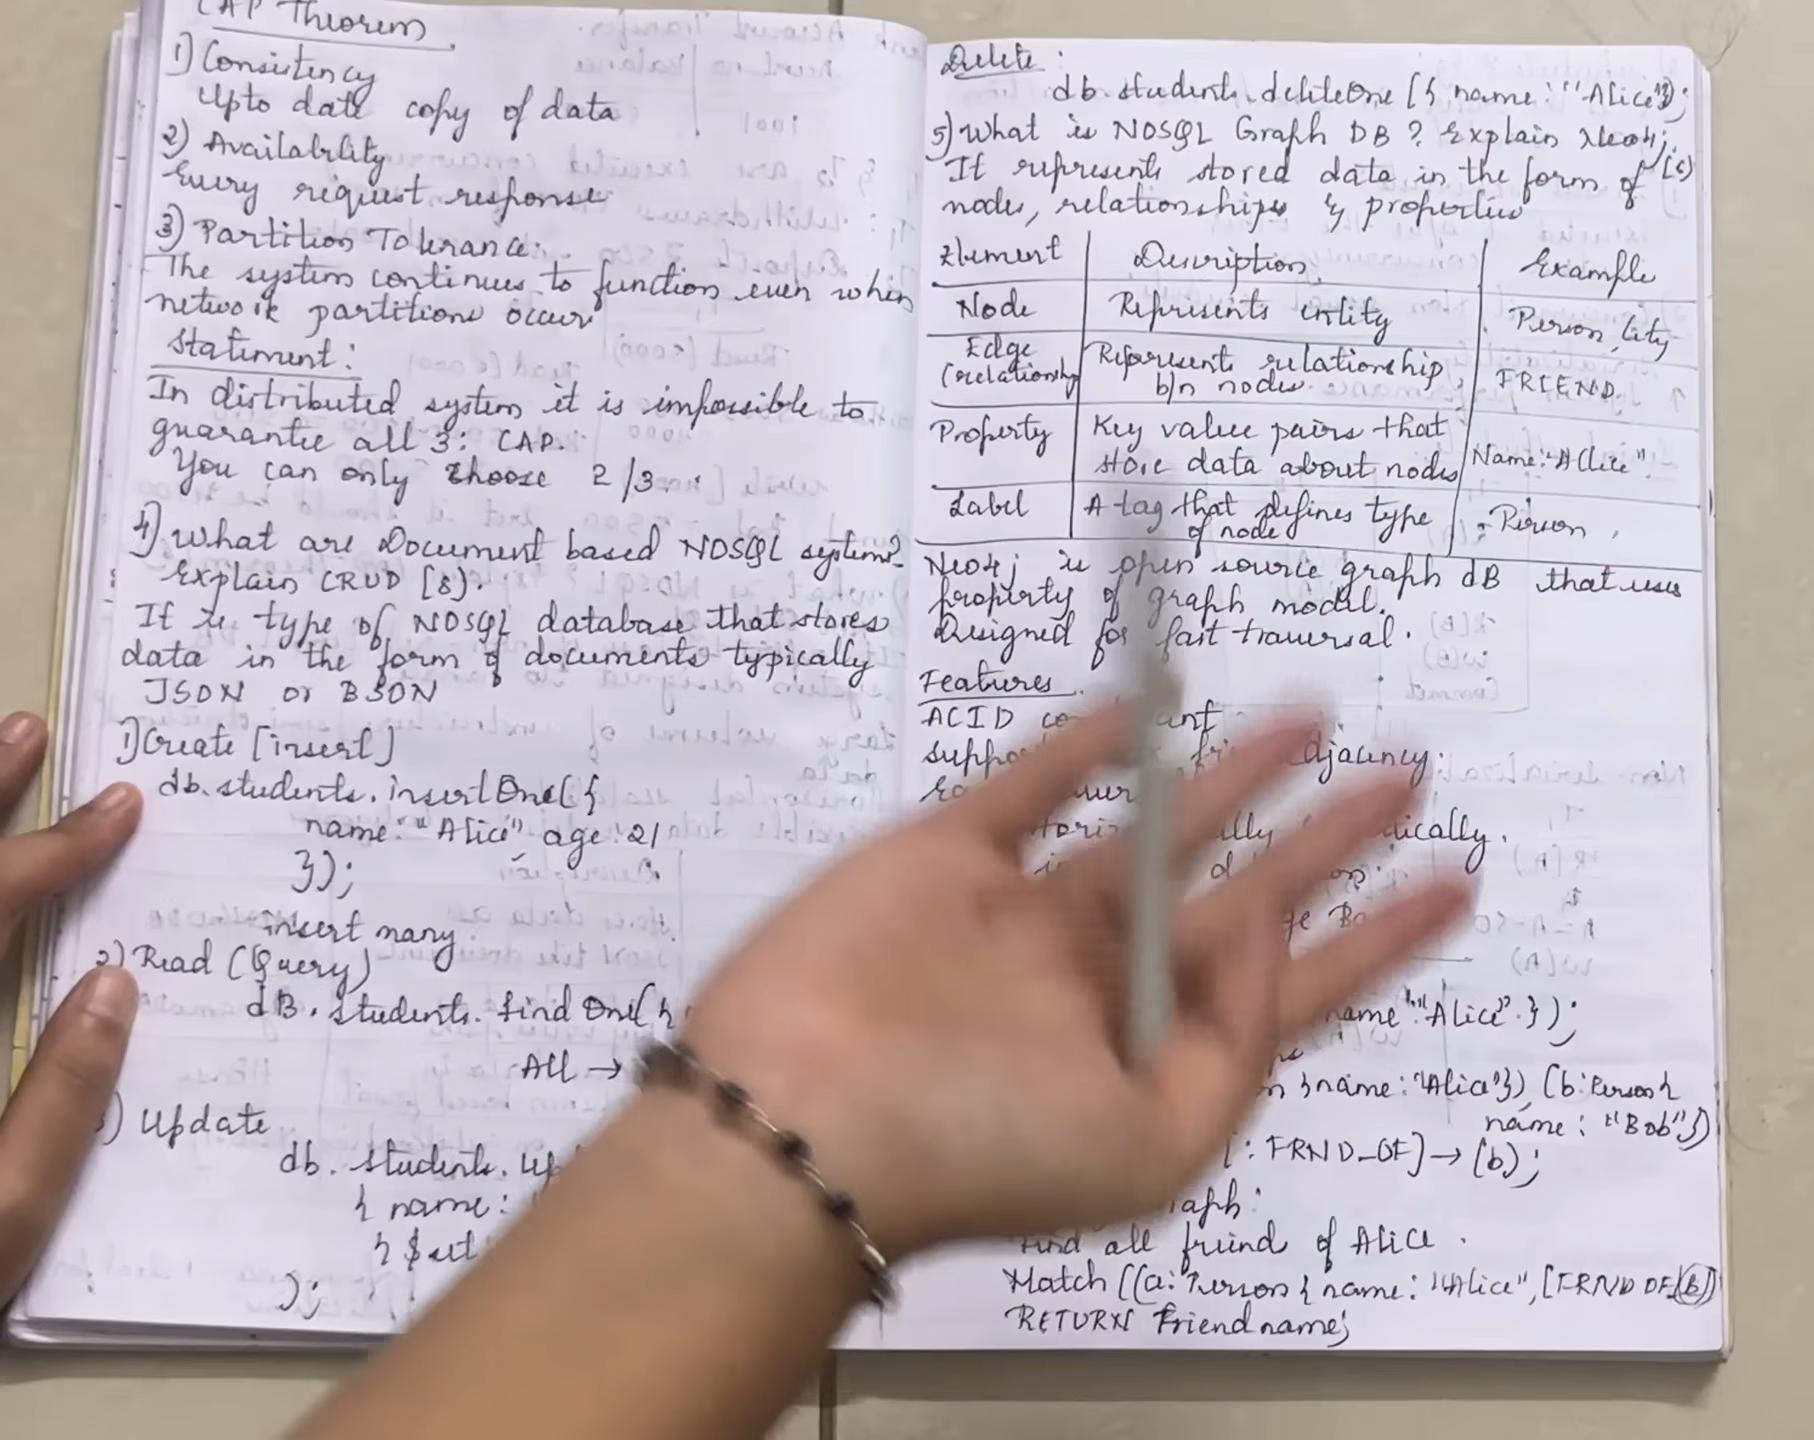 CAP Theorem
1) Consistency
Upto date copy of data
2) Availability
Every request response
3) Partition Tolerance.
The system continues to function even when
network partitions occur
Statement:
In distributed system it is impossible to
guarantee all 3: CAP.
You can only choose 2/3.
4) What are Document based NOSQL systems?
Explain CRUD [8].
It is type of NOSQL database that stores
data in the form of documents typically
JSON or BSON
1) Create [insert]
db.students.insertOne({
name: "Alice", age: 21
});
insert many
2) Read (Query)
dB.students.findOne({
All →
3) Update
db.students.up
{ name:
{ $set
);
Delete:
db.students.deleteOne [{ name: "Alice"});
5) What is NOSQL Graph DB? Explain Neo4j.
It represents stored data in the form of
nodes, relationships & properties
Element Description Example
Node Represents entity Person, City
Edge (relationship) Represents relationship b/n nodes. FRIEND.
Property Key value pairs that store data about nodes Name: "Alice".
Label A tag that defines type of node :Person.
Neo4j is open source graph dB that uses
property of graph model.
Designed for fast traversal.
Features
ACID
adjacency.
name: "Alice" });
{name: "Alice"}), (b:Person{
name: "Bob"})
[:FRND_OF]→(b);
find all friends of Alice.
Match ((a:Person { name: "Alice", [FRND OF](b))
RETURN Friendname;